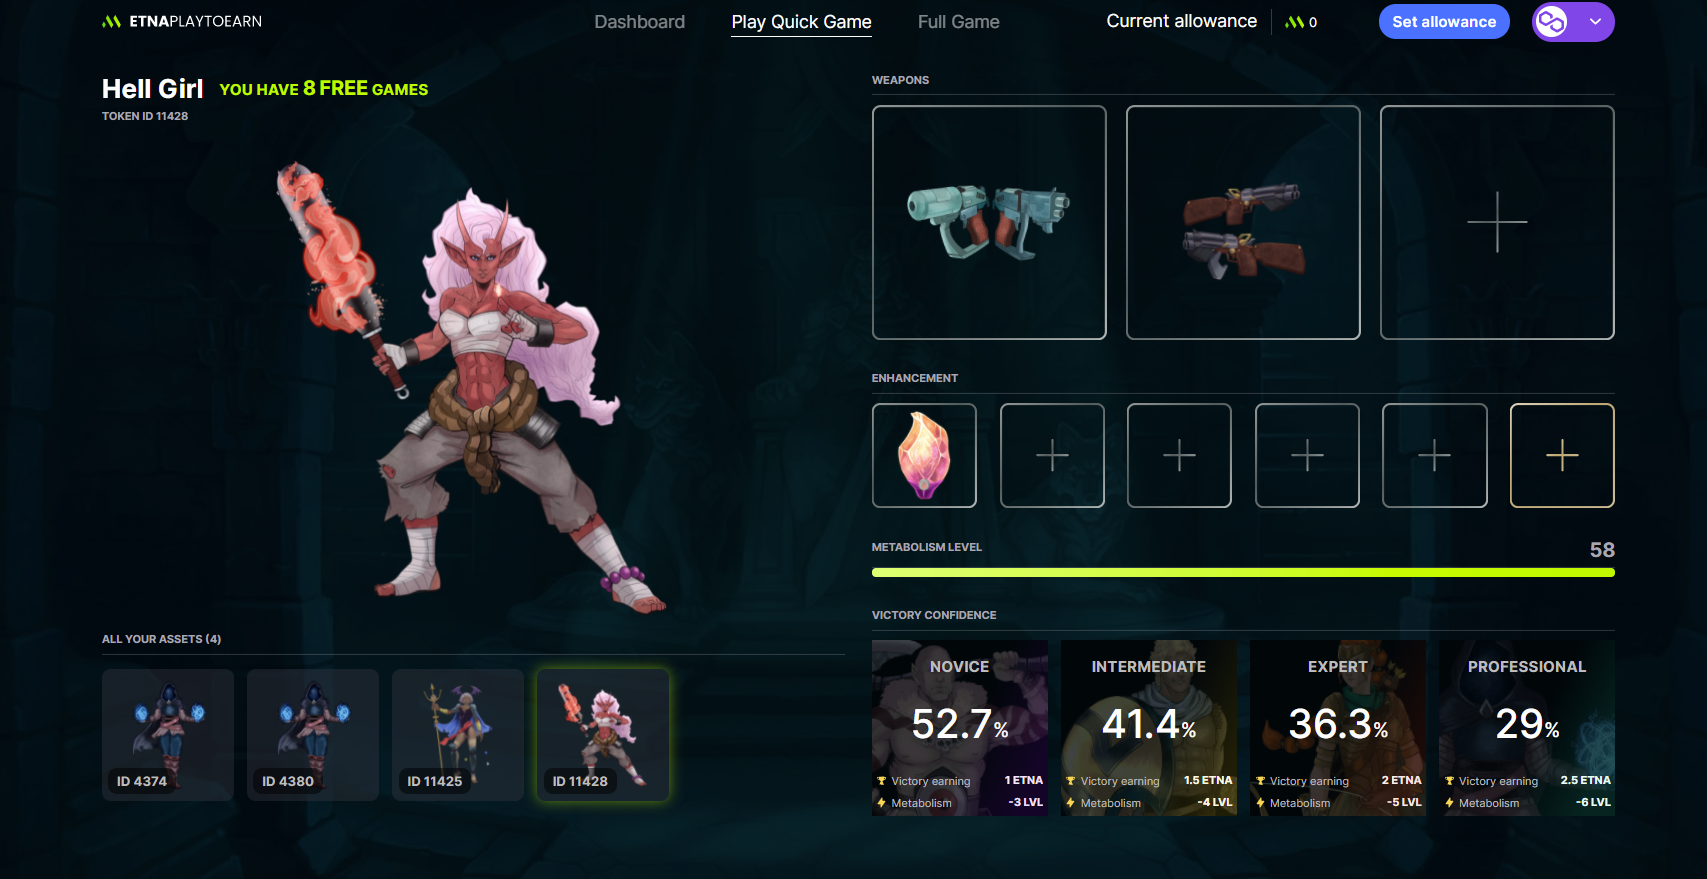 ETNAPLAYTOEARN
Dashboard
Play Quick Game
Full Game
Current allowance
0
Set allowance
Hell Girl
YOU HAVE 8 FREE GAMES
TOKEN ID 11428
WEAPONS
ENHANCEMENT
METABOLISM LEVEL
58
VICTORY CONFIDENCE
NOVICE
52.7%
Victory earning 1 ETNA
Metabolism -3 LVL
INTERMEDIATE
41.4%
Victory earning 1.5 ETNA
Metabolism -4 LVL
EXPERT
36.3%
Victory earning 2 ETNA
Metabolism -5 LVL
PROFESSIONAL
29%
Victory earning 2.5 ETNA
Metabolism -6 LVL
ALL YOUR ASSETS (4)
ID 4374
ID 4380
ID 11425
ID 11428